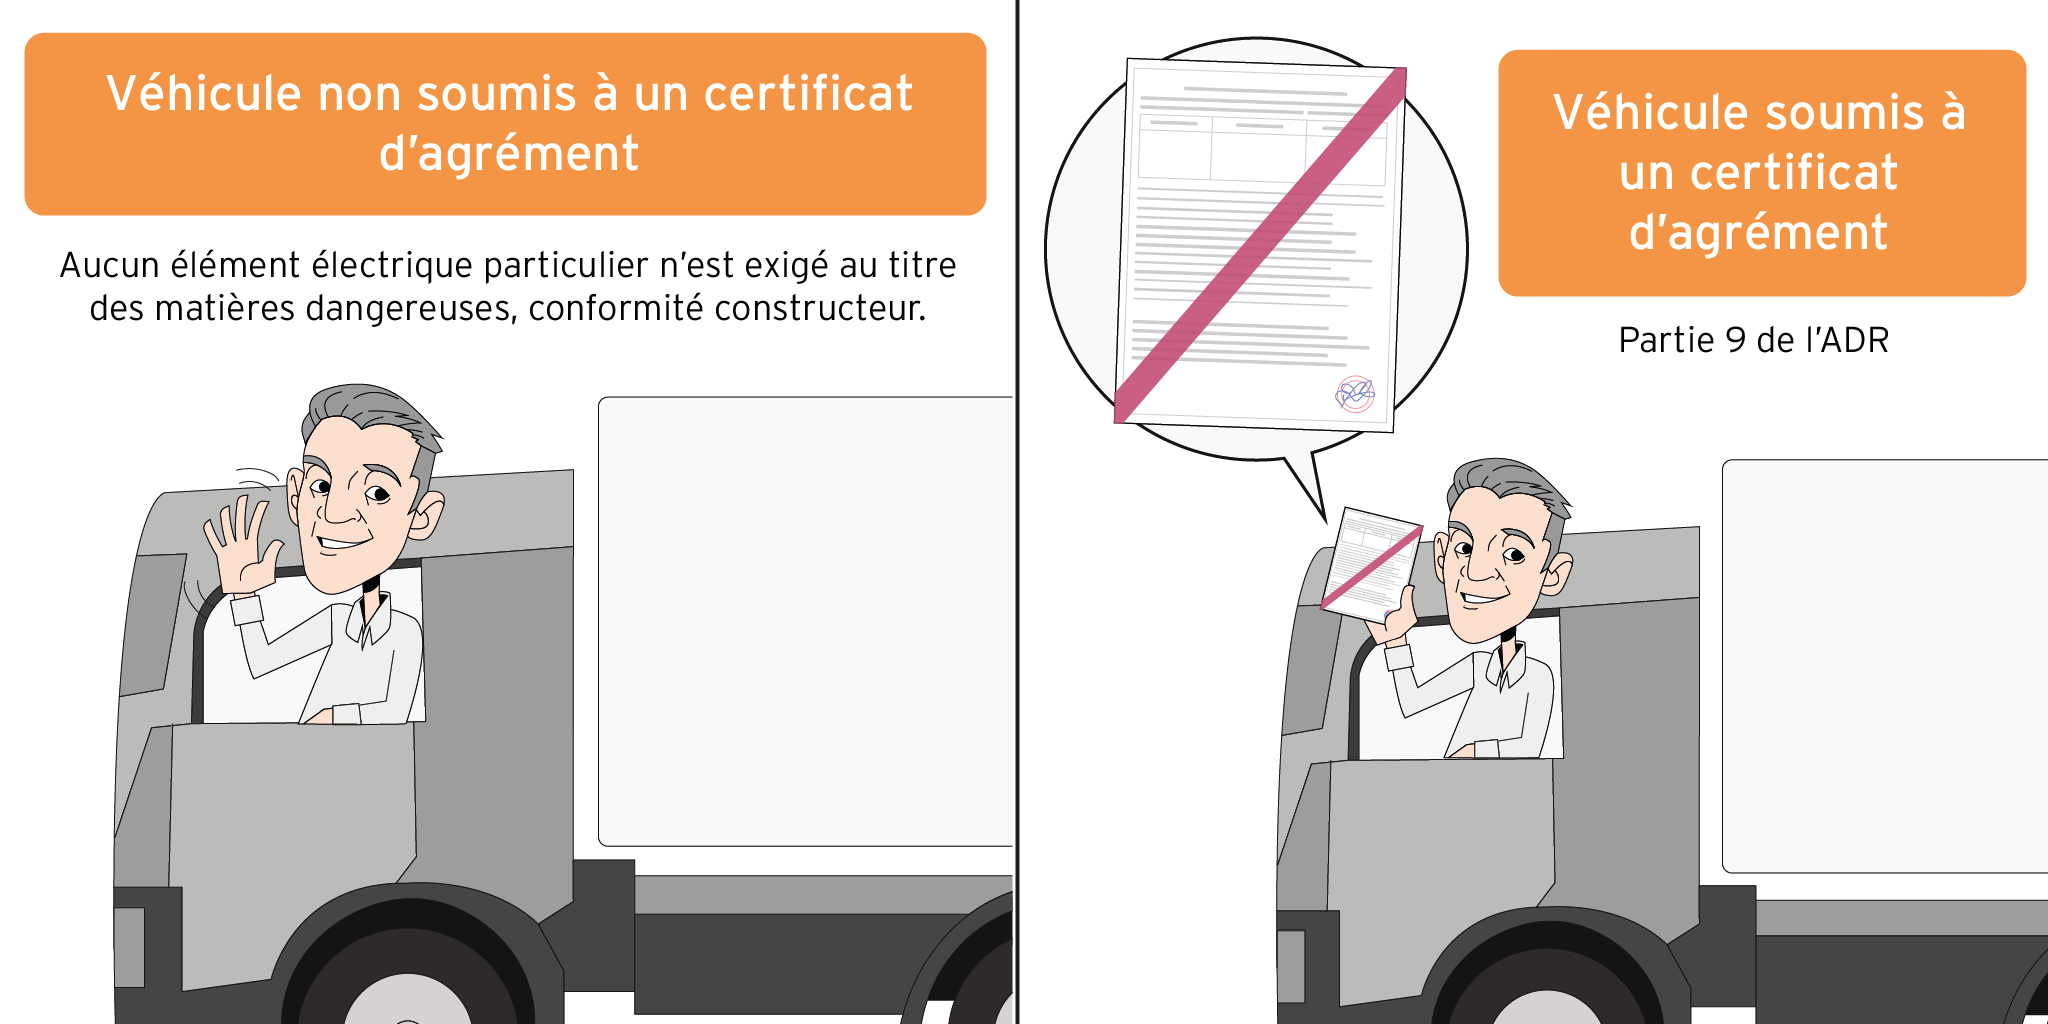 Véhicule non soumis à un certificat
d'agrément
Aucun élément électrique particulier n'est exigé au titre
des matières dangereuses, conformité constructeur.
Véhicule soumis à
un certificat
d'agrément
Partie 9 de l'ADR